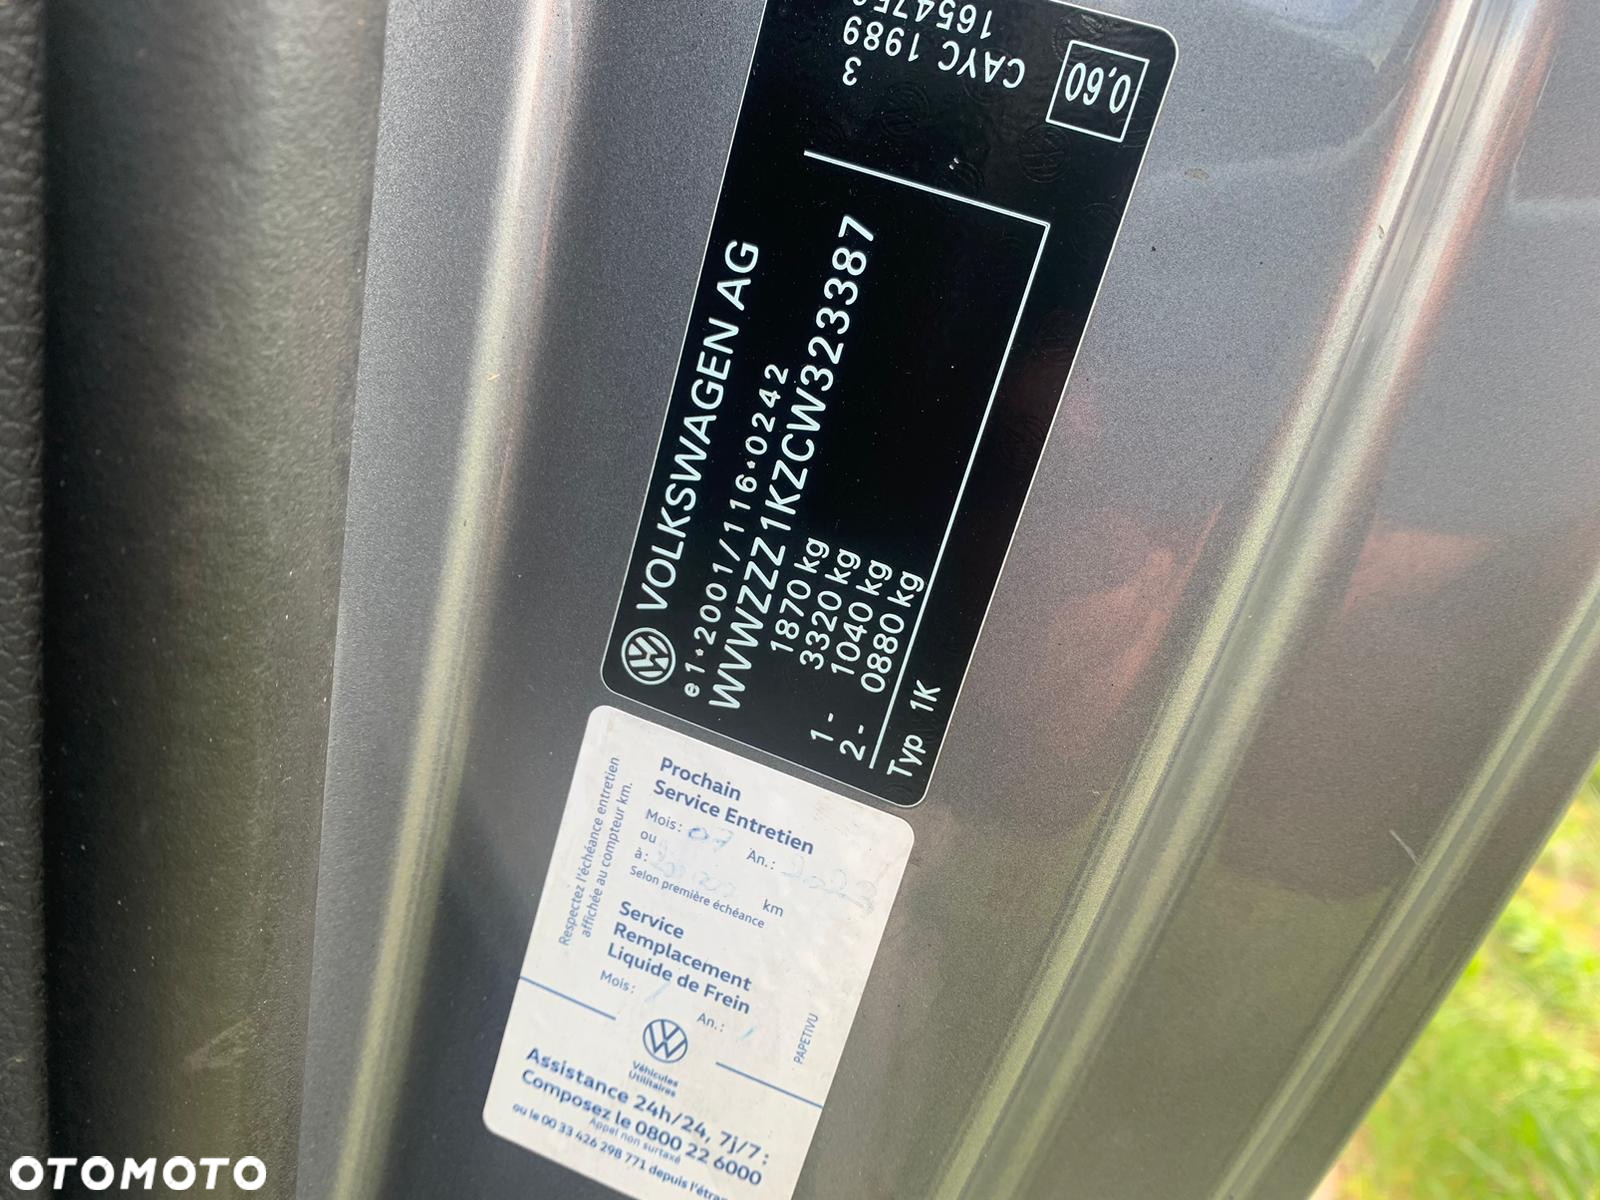 VOLKSWAGEN AG
e1*2001/116*0242
WVWZZZ1KZCW323387
1870 kg
3320 kg
1- 1040 kg
2- 0880 kg
Typ 1K
3
CAYC 1989
0,60
Prochain
Service Entretien
Mois: 07 An.: 2022
ou
à: km
Selon première échéance
Respectez l'échéance entretien
affichée au compteur km.
Service
Remplacement
Liquide de Frein
Mois: / An.: /
PAPETIVU
Véhicules
Utilitaires
Assistance 24h/24, 7j/7:
Composez le 0800 22 6000
Appel non surtaxé
ou le 00 33 426 298 771 depuis
OTOMOTO